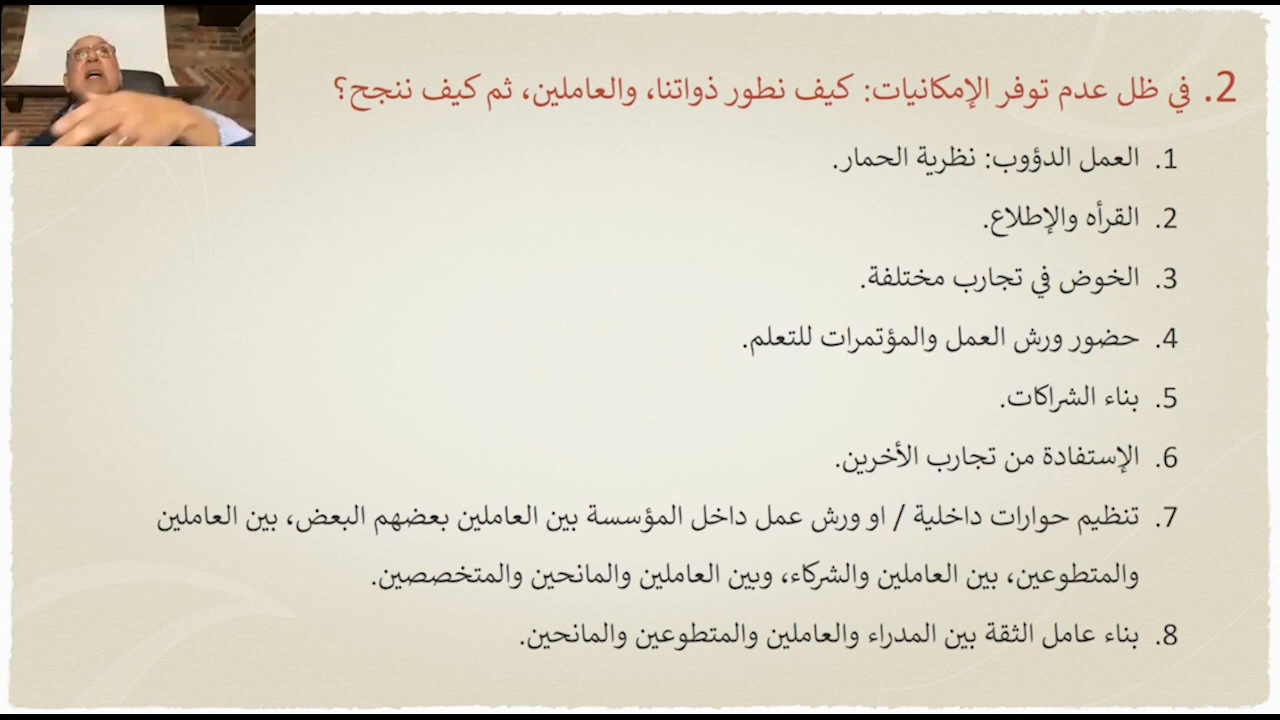 2. في ظل عدم توفر الإمكانيات: كيف نطور ذواتنا، والعاملين، ثم كيف ننجح؟
1. العمل الدؤوب: نظرية الحمار.
2. القرأه والإطلاع.
3. الخوض في تجارب مختلفة.
4. حضور ورش العمل والمؤتمرات للتعلم.
5. بناء الشراكات.
6. الإستفادة من تجارب الأخرين.
7. تنظيم حوارات داخلية / او ورش عمل داخل المؤسسة بين العاملين بعضهم البعض، بين العاملين
والمتطوعين، بين العاملين والشركاء، وبين العاملين والمانحين والمتخصصين.
8. بناء عامل الثقة بين المدراء والعاملين والمتطوعين والمانحين.